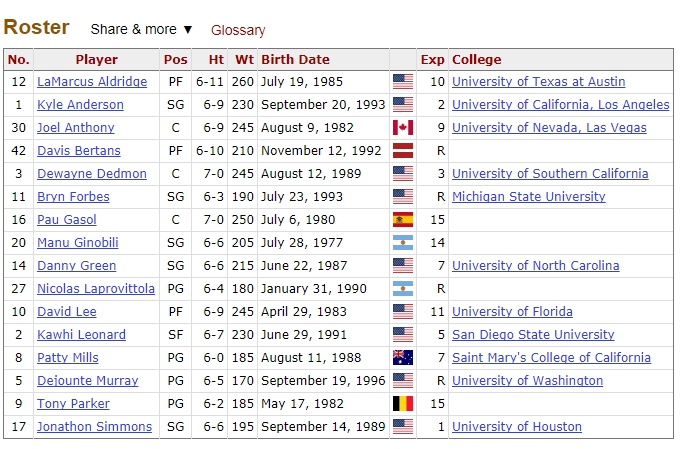 Roster Share & more ▼ Glossary
No. Player Pos Ht Wt Birth Date Exp College
12 LaMarcus Aldridge PF 6-11 260 July 19, 1985 10 University of Texas at Austin
1 Kyle Anderson SG 6-9 230 September 20, 1993 2 University of California, Los Angeles
30 Joel Anthony C 6-9 245 August 9, 1982 9 University of Nevada, Las Vegas
42 Davis Bertans PF 6-10 210 November 12, 1992 R
3 Dewayne Dedmon C 7-0 245 August 12, 1989 3 University of Southern California
11 Bryn Forbes SG 6-3 190 July 23, 1993 R Michigan State University
16 Pau Gasol C 7-0 250 July 6, 1980 15
20 Manu Ginobili SG 6-6 205 July 28, 1977 14
14 Danny Green SG 6-6 215 June 22, 1987 7 University of North Carolina
27 Nicolas Laprovittola PG 6-4 180 January 31, 1990 R
10 David Lee PF 6-9 245 April 29, 1983 11 University of Florida
2 Kawhi Leonard SF 6-7 230 June 29, 1991 5 San Diego State University
8 Patty Mills PG 6-0 185 August 11, 1988 7 Saint Mary's College of California
5 Dejounte Murray PG 6-5 170 September 19, 1996 R University of Washington
9 Tony Parker PG 6-2 185 May 17, 1982 15
17 Jonathon Simmons SG 6-6 195 September 14, 1989 1 University of Houston